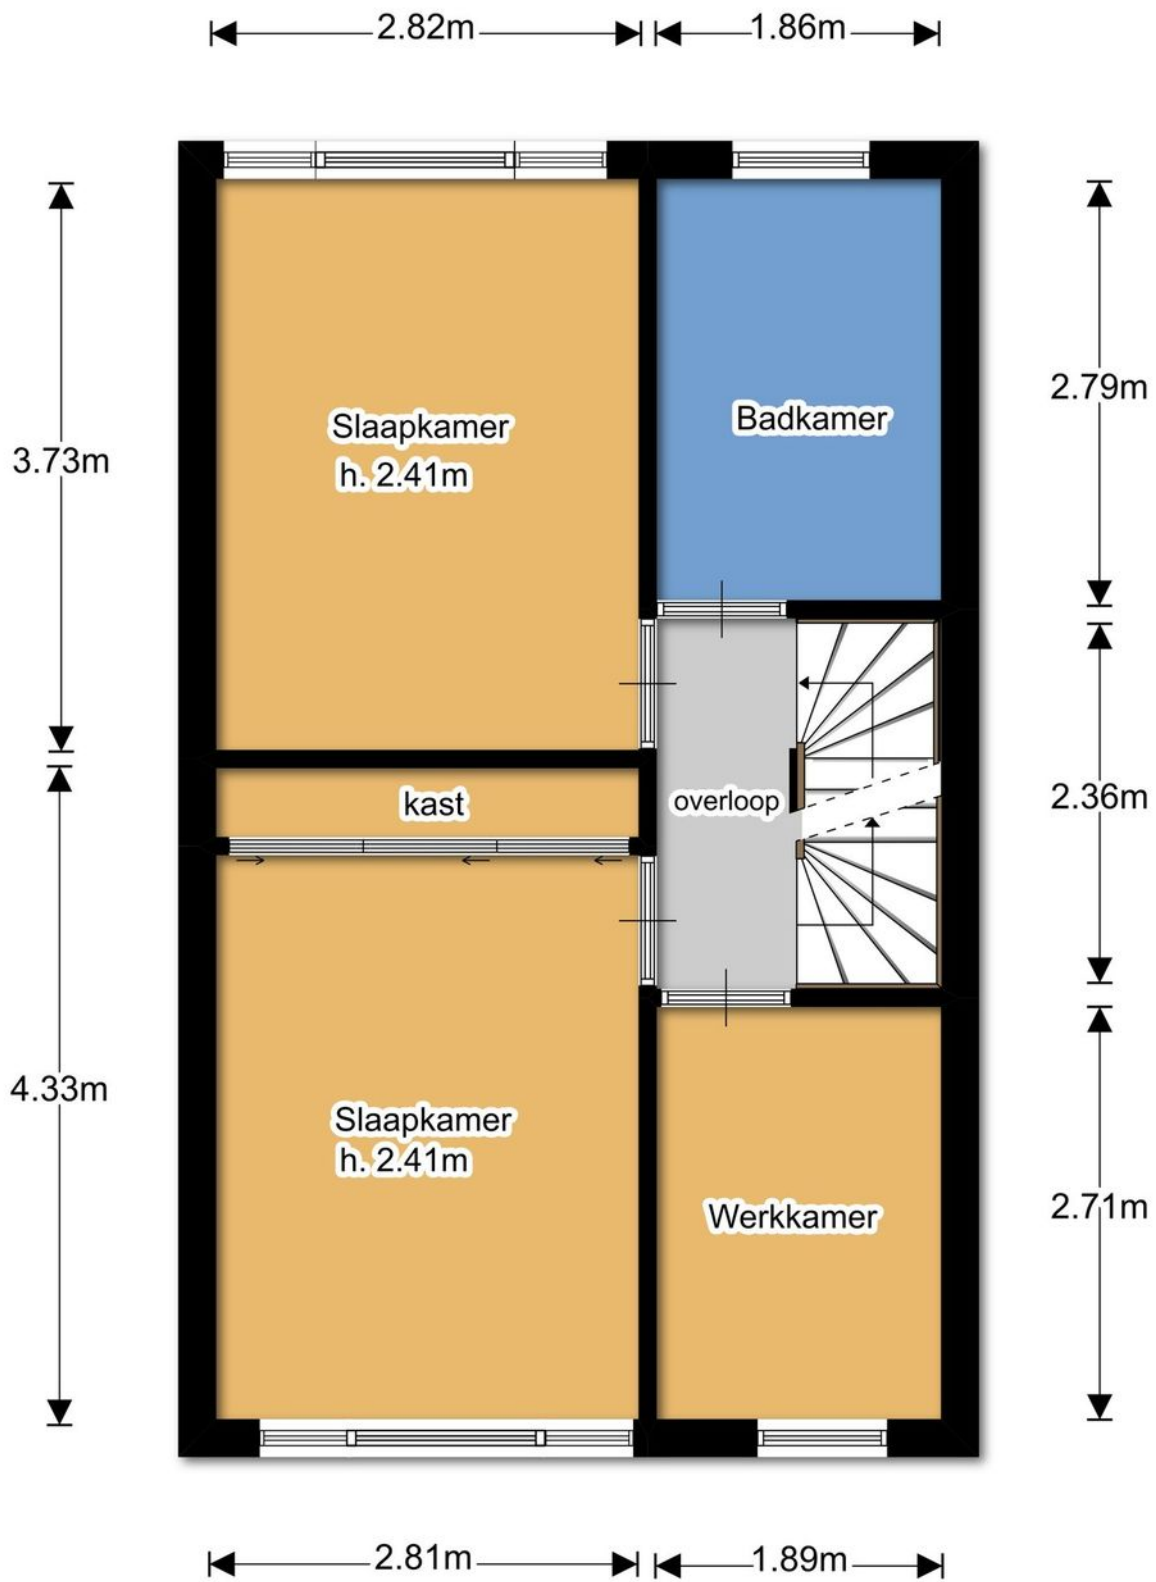 2.82m
1.86m
Slaapkamer
h. 2.41m
Badkamer
2.79m
3.73m
kast
overloop
2.36m
4.33m
Slaapkamer
h. 2.41m
Werkkamer
2.71m
2.81m
1.89m